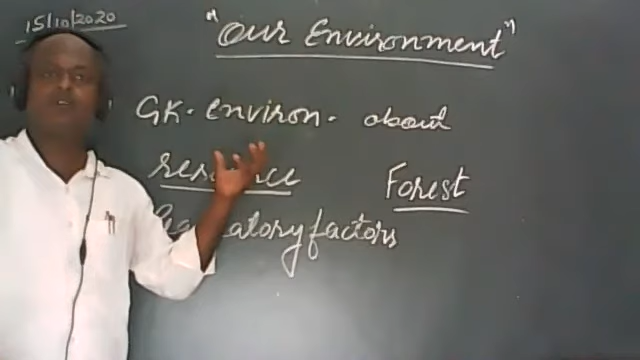 15/10/2020
"Our Environment"
GK. environ. about
Forest
factors